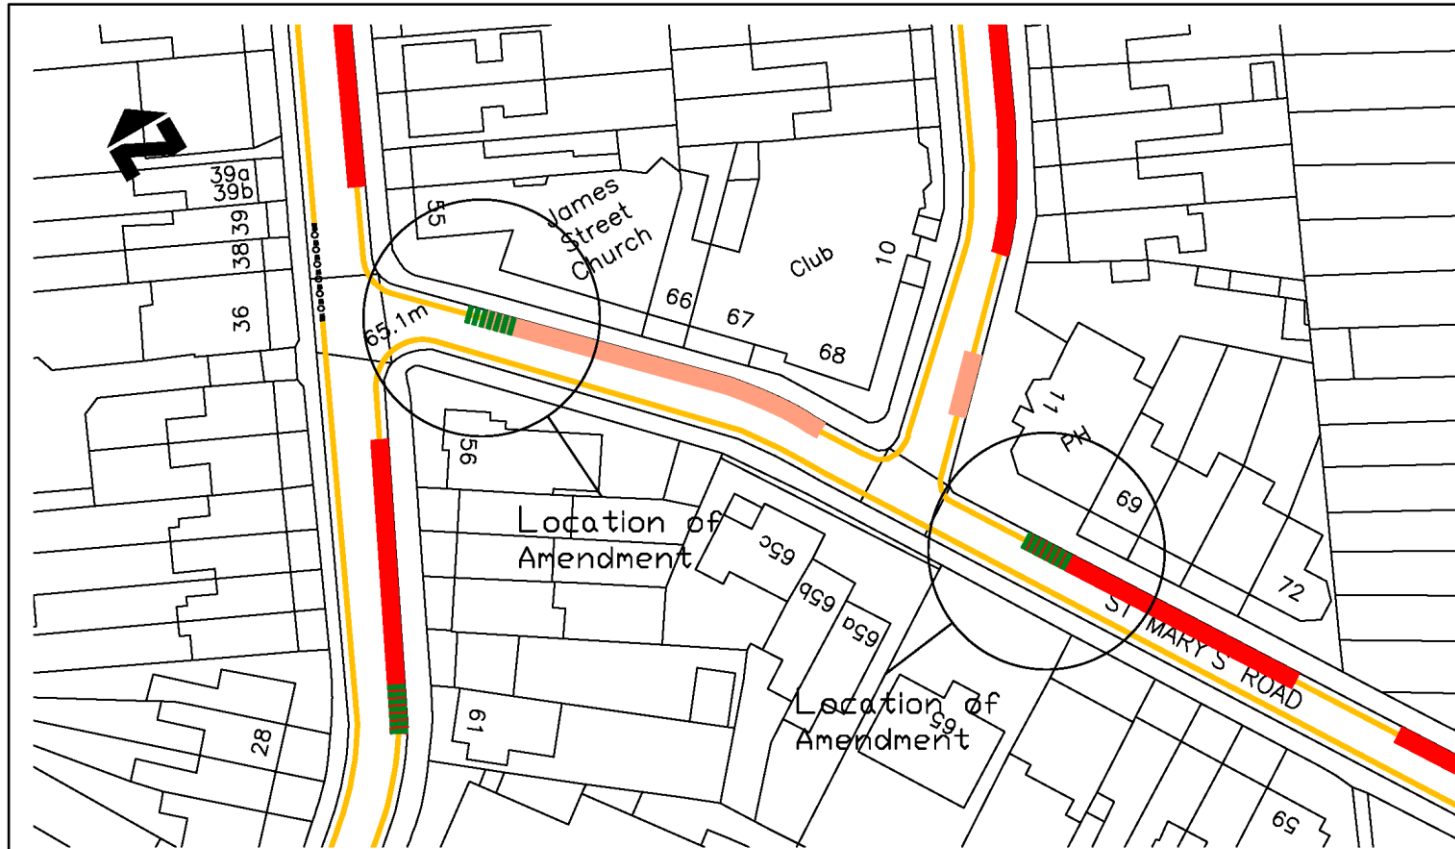 39a
39b
39
38
36
28
55
James
Street
Church
66
67
68
Club
10
65.1m
56
61
Location of
Amendment
65c
65b
65a
65
Location of
Amendment
11
PH
69
72
ST MARY'S ROAD
59